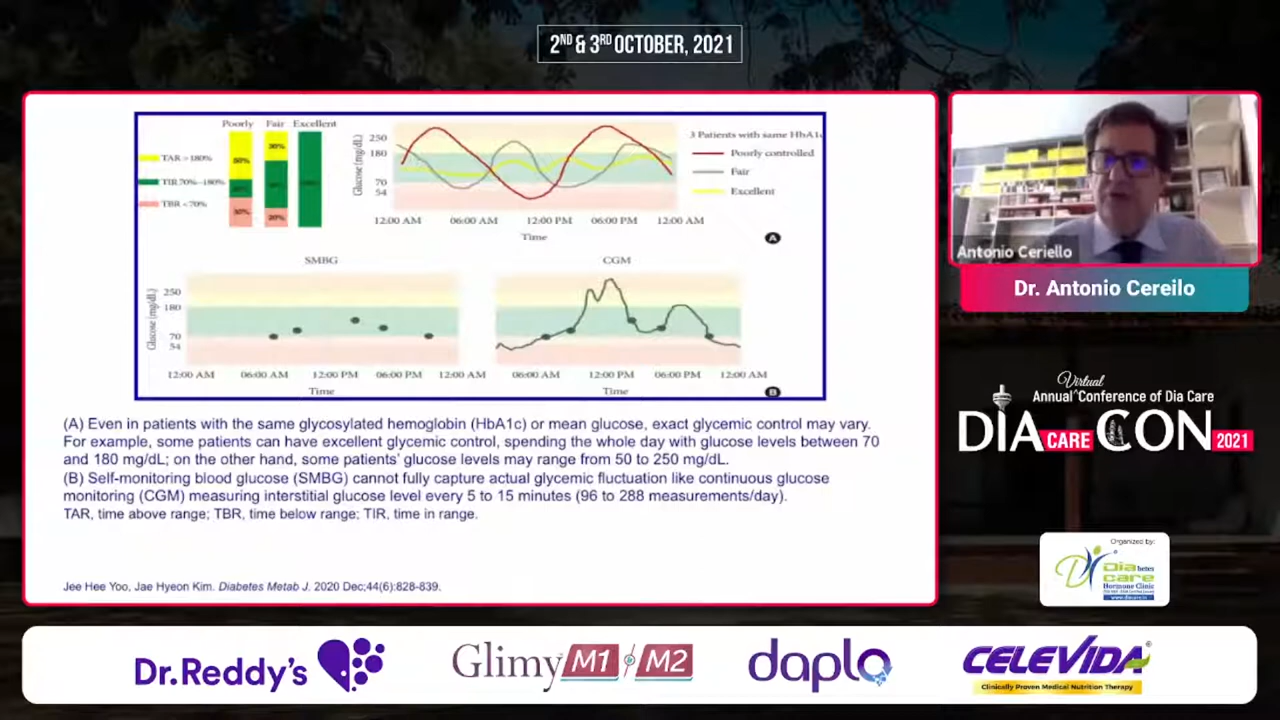 2ND & 3RD OCTOBER, 2021
Poorly Fair Excellent
TAR > 180%
TIR 70%-180%
TBR < 70%
50%
30%
30%
20%
Glucose (mg/dL)
250
180
70
54
12:00 AM 06:00 AM 12:00 PM 06:00 PM 12:00 AM
Time
3 Patients with same HbA1c
Poorly controlled
Fair
Excellent
A
SMBG
Glucose (mg/dL)
250
180
70
54
12:00 AM 06:00 AM 12:00 PM 06:00 PM 12:00 AM
Time
CGM
06:00 AM 12:00 PM 06:00 PM 12:00 AM
Time
B
(A) Even in patients with the same glycosylated hemoglobin (HbA1c) or mean glucose, exact glycemic control may vary.
For example, some patients can have excellent glycemic control, spending the whole day with glucose levels between 70
and 180 mg/dL; on the other hand, some patients' glucose levels may range from 50 to 250 mg/dL.
(B) Self-monitoring blood glucose (SMBG) cannot fully capture actual glycemic fluctuation like continuous glucose
monitoring (CGM) measuring interstitial glucose level every 5 to 15 minutes (96 to 288 measurements/day).
TAR, time above range; TBR, time below range; TIR, time in range.
Jee Hee Yoo, Jae Hyeon Kim. Diabetes Metab J. 2020 Dec;44(6):828-839.
Antonio Ceriello
Dr. Antonio Cereilo
Virtual
Annual ^ Conference of Dia Care
DIA CARE CON 2021
Organized by:
Dia betes
care
Hormone Clinic
www.diacare.in
Dr.Reddy's
Glimy M1 M2
daplo
CELEVIDA®
Clinically Proven Medical Nutrition Therapy